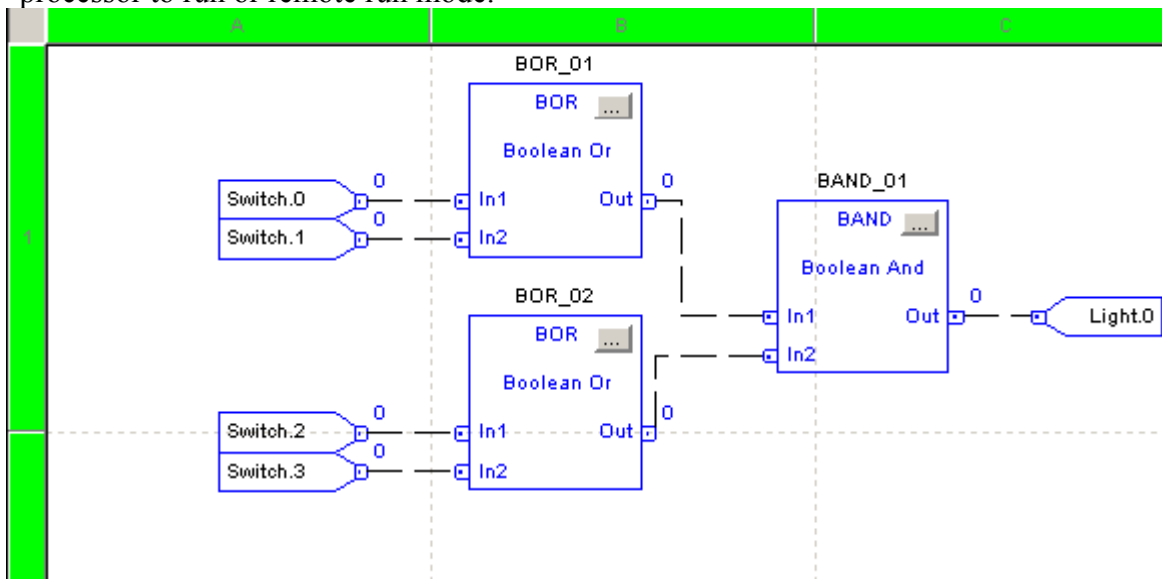 processor to run or remote run mode.
A B C
BOR_01
BOR ...
Boolean Or
0 0
Switch.0 In1 Out
0
Switch.1 In2
BAND_01
BAND ...
1
Boolean And
BOR_02
0
In1 Out Light.0
BOR ...
In2
Boolean Or
0 0
Switch.2 In1 Out
0
Switch.3 In2